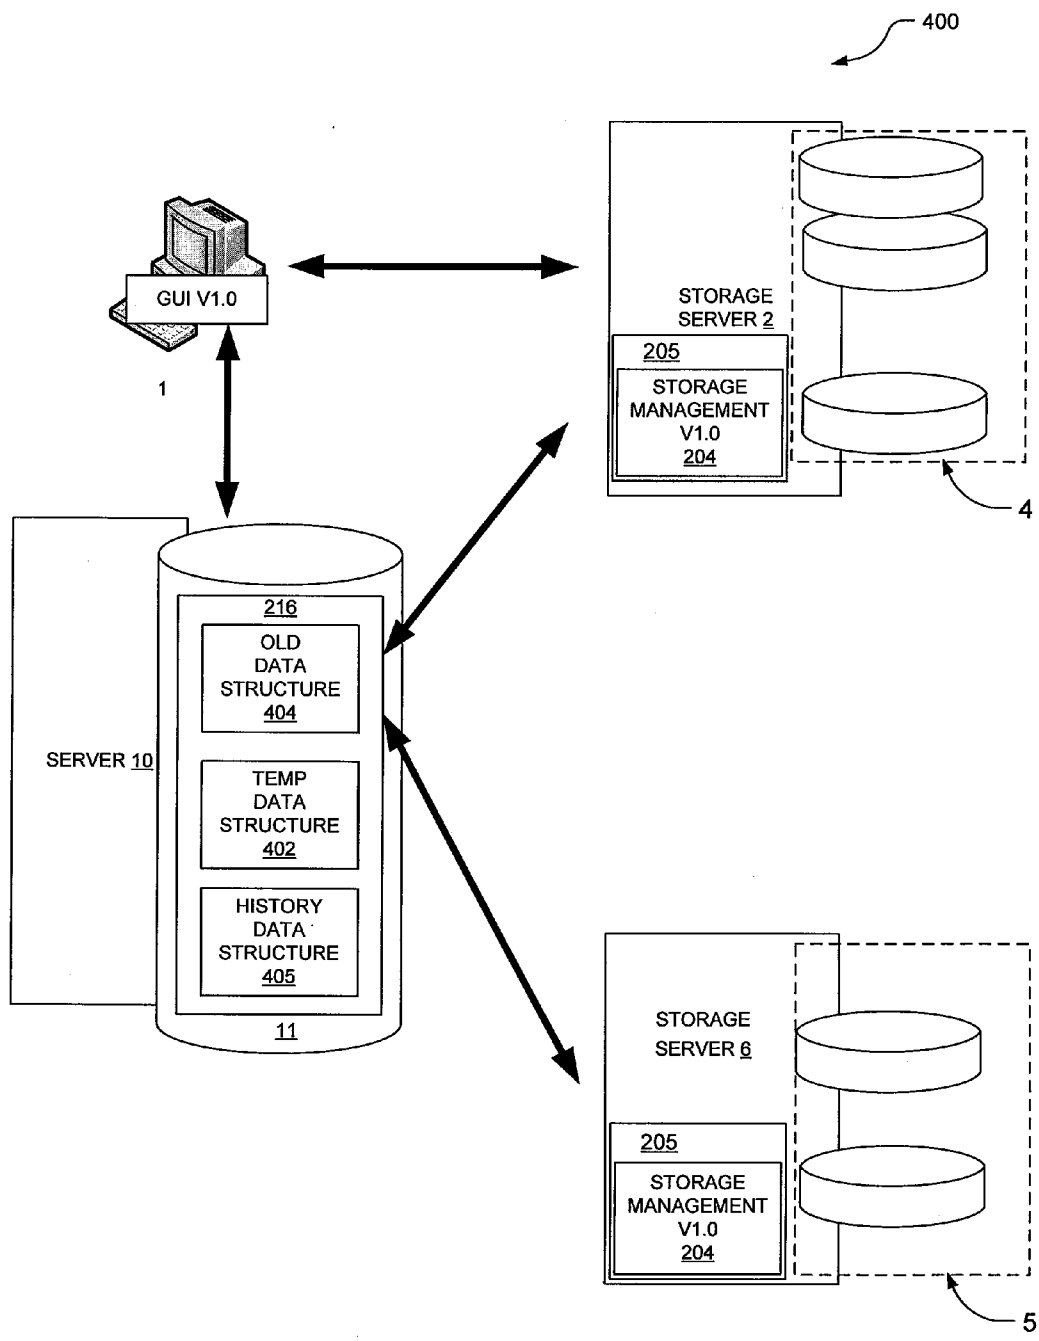 400
GUI V1.0
1
STORAGE
SERVER 2
205
STORAGE
MANAGEMENT
V1.0
204
4
216
OLD
DATA
STRUCTURE
404
SERVER 10
TEMP
DATA
STRUCTURE
402
HISTORY
DATA
STRUCTURE
405
11
STORAGE
SERVER 6
205
STORAGE
MANAGEMENT
V1.0
204
5